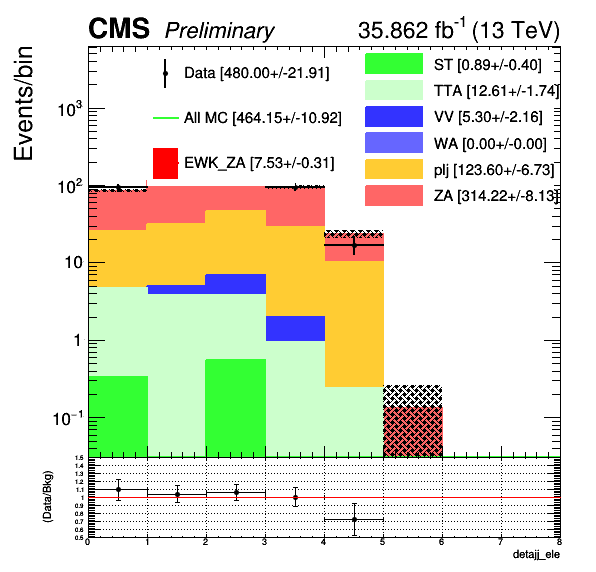 CMS Preliminary 35.862 fb⁻¹ (13 TeV)
Events/bin
Data [480.00+/-21.91]
All MC [464.15+/-10.92]
EWK_ZA [7.53+/-0.31]
ST [0.89+/-0.40]
TTA [12.61+/-1.74]
VV [5.30+/-2.16]
WA [0.00+/-0.00]
plj [123.60+/-6.73]
ZA [314.22+/-8.13]
10³
10²
10
1
10⁻¹
(Data/Bkg)
1.5
1.4
1.3
1.2
1.1
1
0.9
0.8
0.7
0.6
0.5
0 1 2 3 4 5 6 7 8
detajj_ele